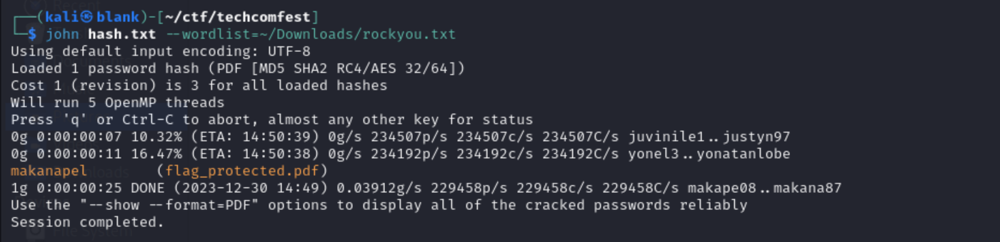 ┌──(kali㉿blank)-[~/ctf/techcomfest]
└─$ john hash.txt --wordlist=~/Downloads/rockyou.txt
Using default input encoding: UTF-8
Loaded 1 password hash (PDF [MD5 SHA2 RC4/AES 32/64])
Cost 1 (revision) is 3 for all loaded hashes
Will run 5 OpenMP threads
Press 'q' or Ctrl-C to abort, almost any other key for status
0g 0:00:00:07 10.32% (ETA: 14:50:39) 0g/s 234507p/s 234507c/s 234507C/s juvinile1..justyn97
0g 0:00:00:11 16.47% (ETA: 14:50:38) 0g/s 234192p/s 234192c/s 234192C/s yonel3..yonatanlobe
makanapel        (flag_protected.pdf)
1g 0:00:00:25 DONE (2023-12-30 14:49) 0.03912g/s 229458p/s 229458c/s 229458C/s makape08..makana87
Use the "--show --format=PDF" options to display all of the cracked passwords reliably
Session completed.